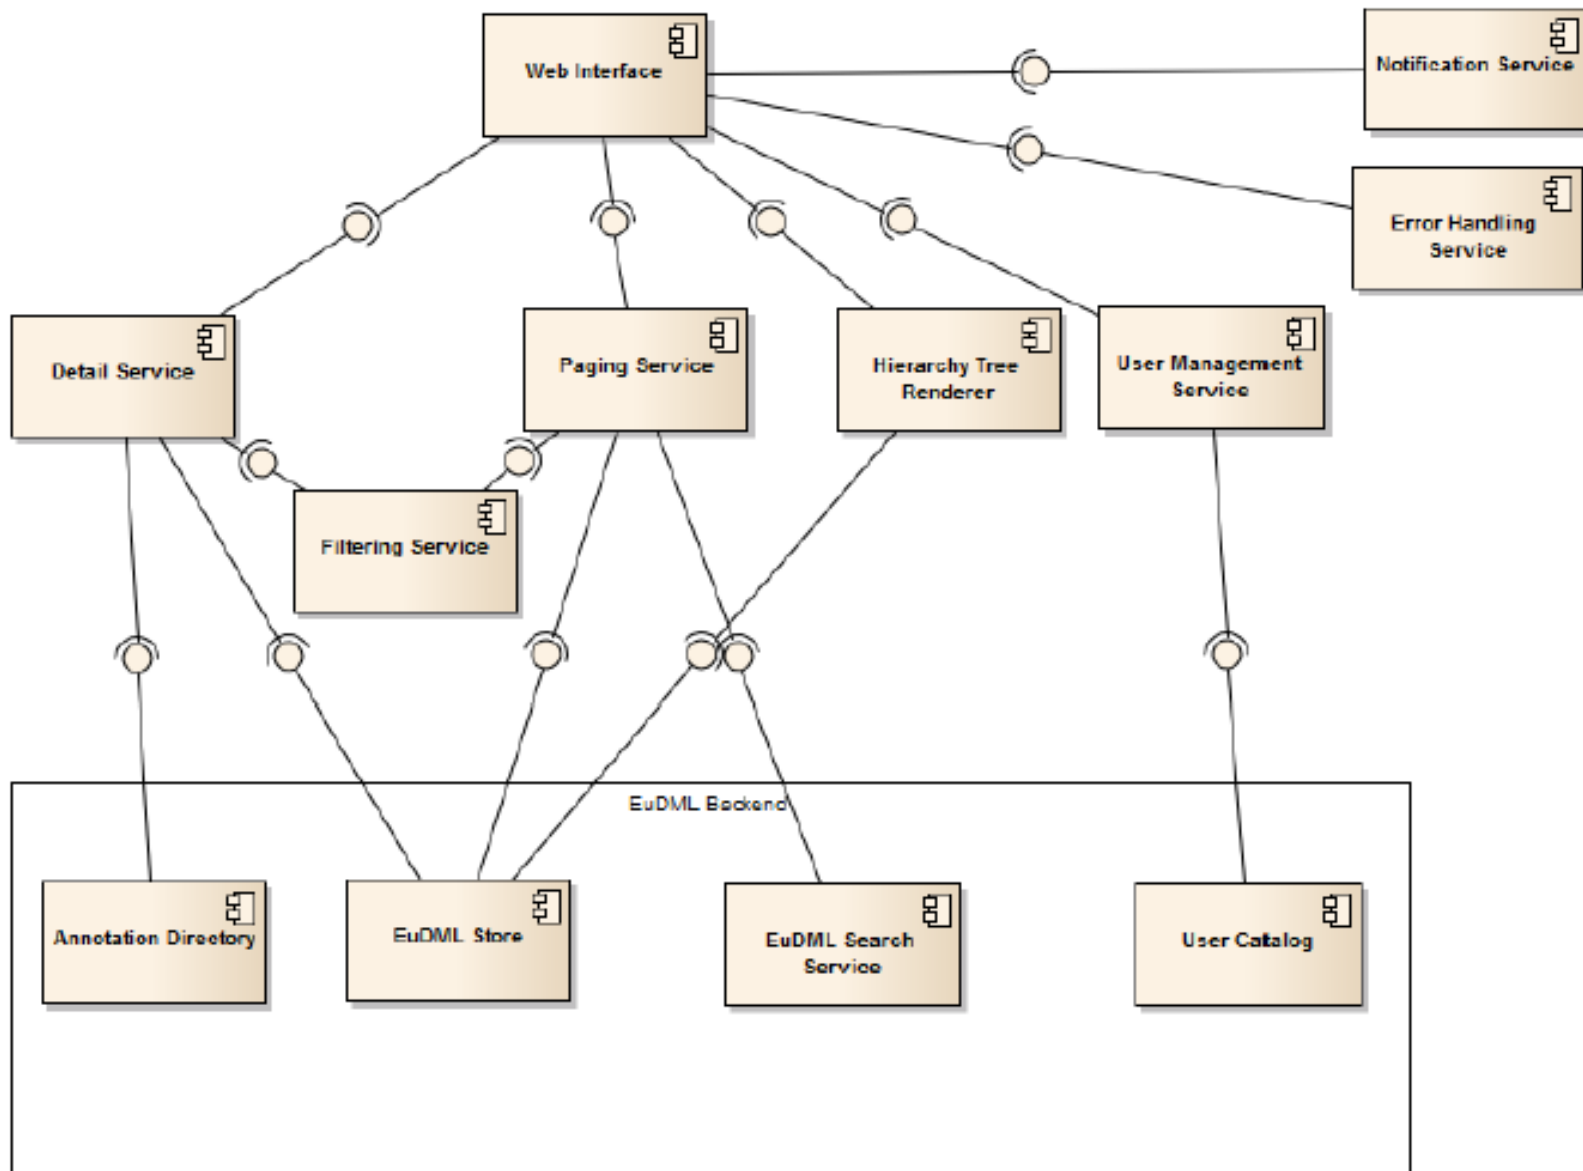 Web Interface
Notification Service
Error Handling
Service
Detail Service
Paging Service
Hierarchy Tree
Renderer
User Management
Service
Filtering Service
EuDML Backend
Annotation Directory
EuDML Store
EuDML Search
Service
User Catalog